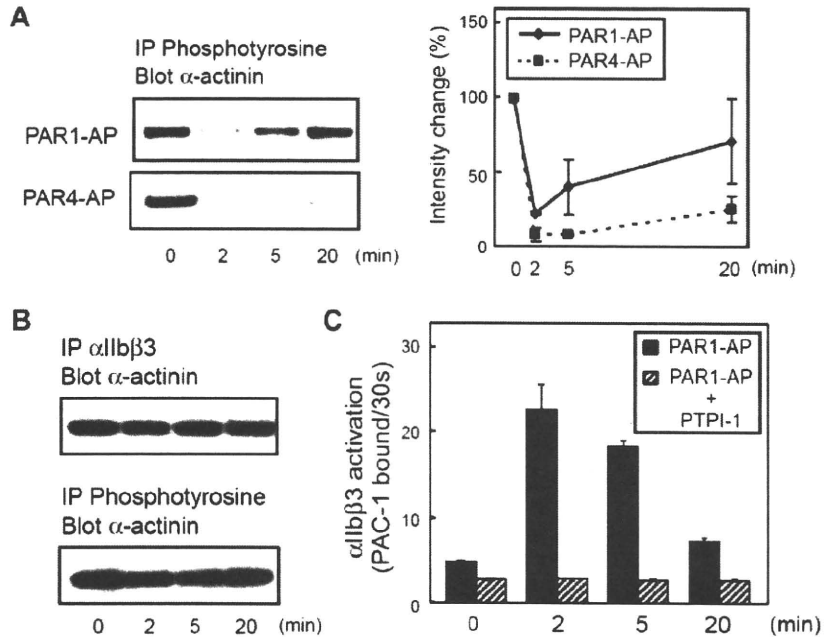 A
IP Phosphotyrosine
Blot α-actinin
PAR1-AP
PAR4-AP
0 2 5 20 (min)
Intensity change (%)
150
100
50
0
PAR1-AP
PAR4-AP
0 2 5 20 (min)
B
IP αIIbβ3
Blot α-actinin
IP Phosphotyrosine
Blot α-actinin
0 2 5 20 (min)
C
αIIbβ3 activation
(PAC-1 bound/30s)
30
20
10
0
PAR1-AP
PAR1-AP
+
PTPI-1
0 2 5 20 (min)